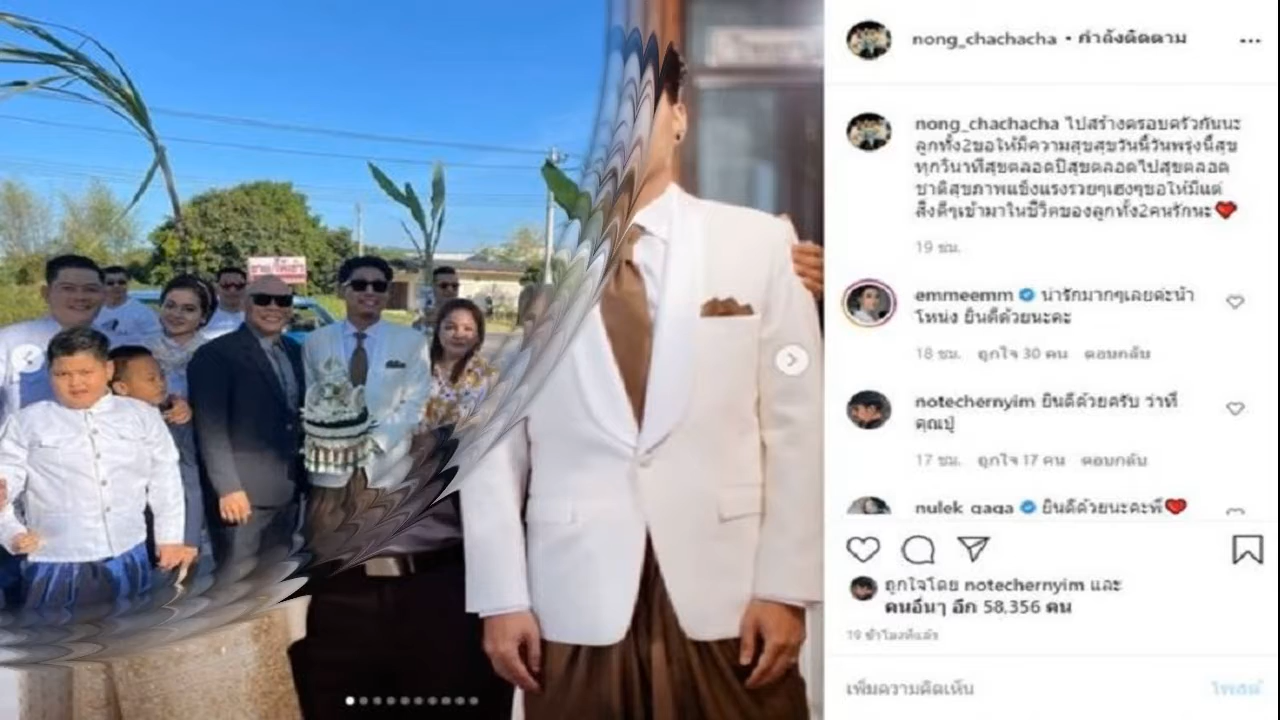 nong_chachacha • กำลังติดตาม
nong_chachacha ไปสร้างครอบครัวกันนะ
ลูกทั้ง2ขอให้มีความสุขสุขวันนี้วันพรุ่งนี้สุข
ทุกวินาทีสุขตลอดปีสุขตลอดไปสุขตลอด
ชาติสุขภาพแข็งแรงรวยๆเฮงๆขอให้มีแต่
สิ่งดีๆเข้ามาในชีวิตของลูกทั้ง2คนรักนะ❤️
19 ชม.
emmeemm น่ารักมากๆเลยค่ะน้า
โหน่ง ยินดีด้วยนะคะ
18 ชม. ถูกใจ 30 คน ตอบกลับ
notechernyim ยินดีด้วยครับ ว่าที่
คุณปู่
17 ชม. ถูกใจ 17 คน ตอบกลับ
nulek_gaga ยินดีด้วยนะคะพี่❤️
ถูกใจโดย notechernyim และ
คนอื่นๆ อีก 58,356 คน
19 ชั่วโมงที่แล้ว
เพิ่มความคิดเห็น
โพสต์